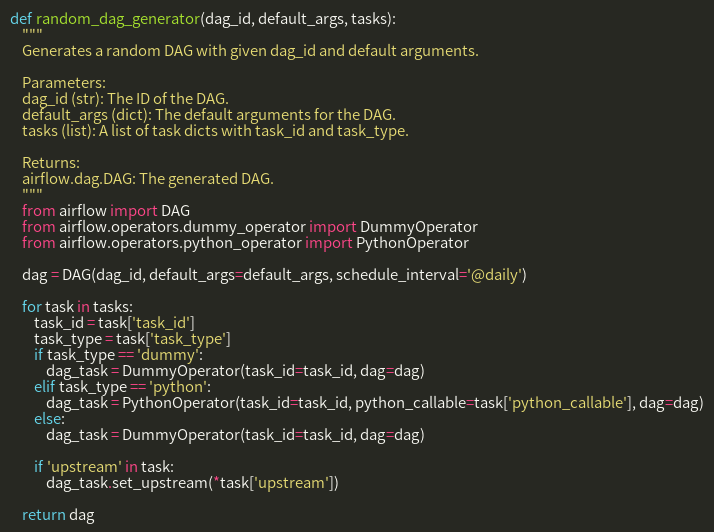 def random_dag_generator(dag_id, default_args, tasks):
    """
    Generates a random DAG with given dag_id and default arguments.

    Parameters:
    dag_id (str): The ID of the DAG.
    default_args (dict): The default arguments for the DAG.
    tasks (list): A list of task dicts with task_id and task_type.

    Returns:
    airflow.dag.DAG: The generated DAG.
    """
    from airflow import DAG
    from airflow.operators.dummy_operator import DummyOperator
    from airflow.operators.python_operator import PythonOperator

    dag = DAG(dag_id, default_args=default_args, schedule_interval='@daily')

    for task in tasks:
        task_id = task['task_id']
        task_type = task['task_type']
        if task_type == 'dummy':
            dag_task = DummyOperator(task_id=task_id, dag=dag)
        elif task_type == 'python':
            dag_task = PythonOperator(task_id=task_id, python_callable=task['python_callable'], dag=dag)
        else:
            dag_task = DummyOperator(task_id=task_id, dag=dag)

        if 'upstream' in task:
            dag_task.set_upstream(*task['upstream'])

    return dag